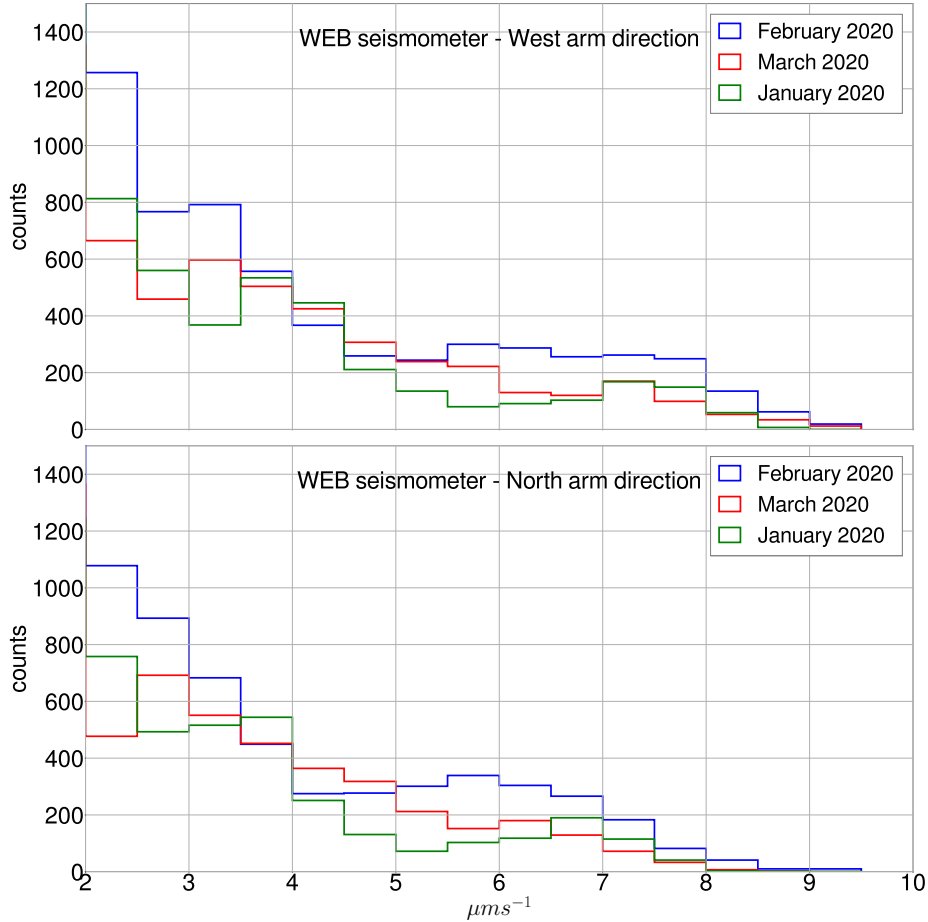 1400
1200
1000
800
600
400
200
0
counts
WEB seismometer - West arm direction
February 2020
March 2020
January 2020
1400
1200
1000
800
600
400
200
0
counts
WEB seismometer - North arm direction
February 2020
March 2020
January 2020
2 3 4 5 6 7 8 9 10
μms⁻¹